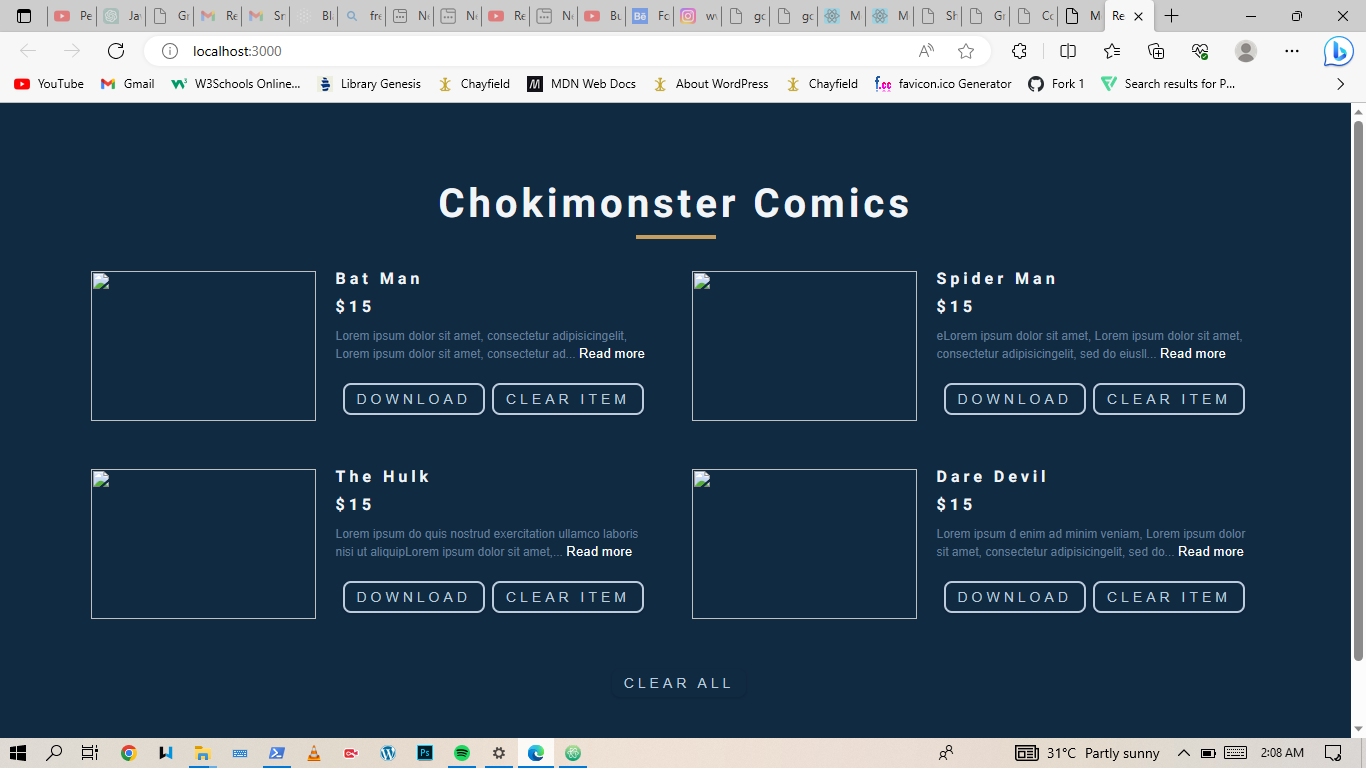 Pe
Jav
Gr
Re
Sn
Bl
fre
Ne
Ne
Re
Ne
Bu
Fo
wv
gc
gc
M
M
Sh
Gr
Co
M
Re
localhost:3000
YouTube
Gmail
W3Schools Online...
Library Genesis
Chayfield
MDN Web Docs
About WordPress
Chayfield
favicon.ico Generator
Fork 1
Search results for P...
Chokimonster Comics
Bat Man
$15
Lorem ipsum dolor sit amet, consectetur adipisicingelit,
Lorem ipsum dolor sit amet, consectetur ad... Read more
DOWNLOAD
CLEAR ITEM
Spider Man
$15
eLorem ipsum dolor sit amet, Lorem ipsum dolor sit amet,
consectetur adipisicingelit, sed do eiusll... Read more
DOWNLOAD
CLEAR ITEM
The Hulk
$15
Lorem ipsum do quis nostrud exercitation ullamco laboris
nisi ut aliquipLorem ipsum dolor sit amet,... Read more
DOWNLOAD
CLEAR ITEM
Dare Devil
$15
Lorem ipsum d enim ad minim veniam, Lorem ipsum dolor
sit amet, consectetur adipisicingelit, sed do... Read more
DOWNLOAD
CLEAR ITEM
CLEAR ALL
31°C Partly sunny
2:08 AM